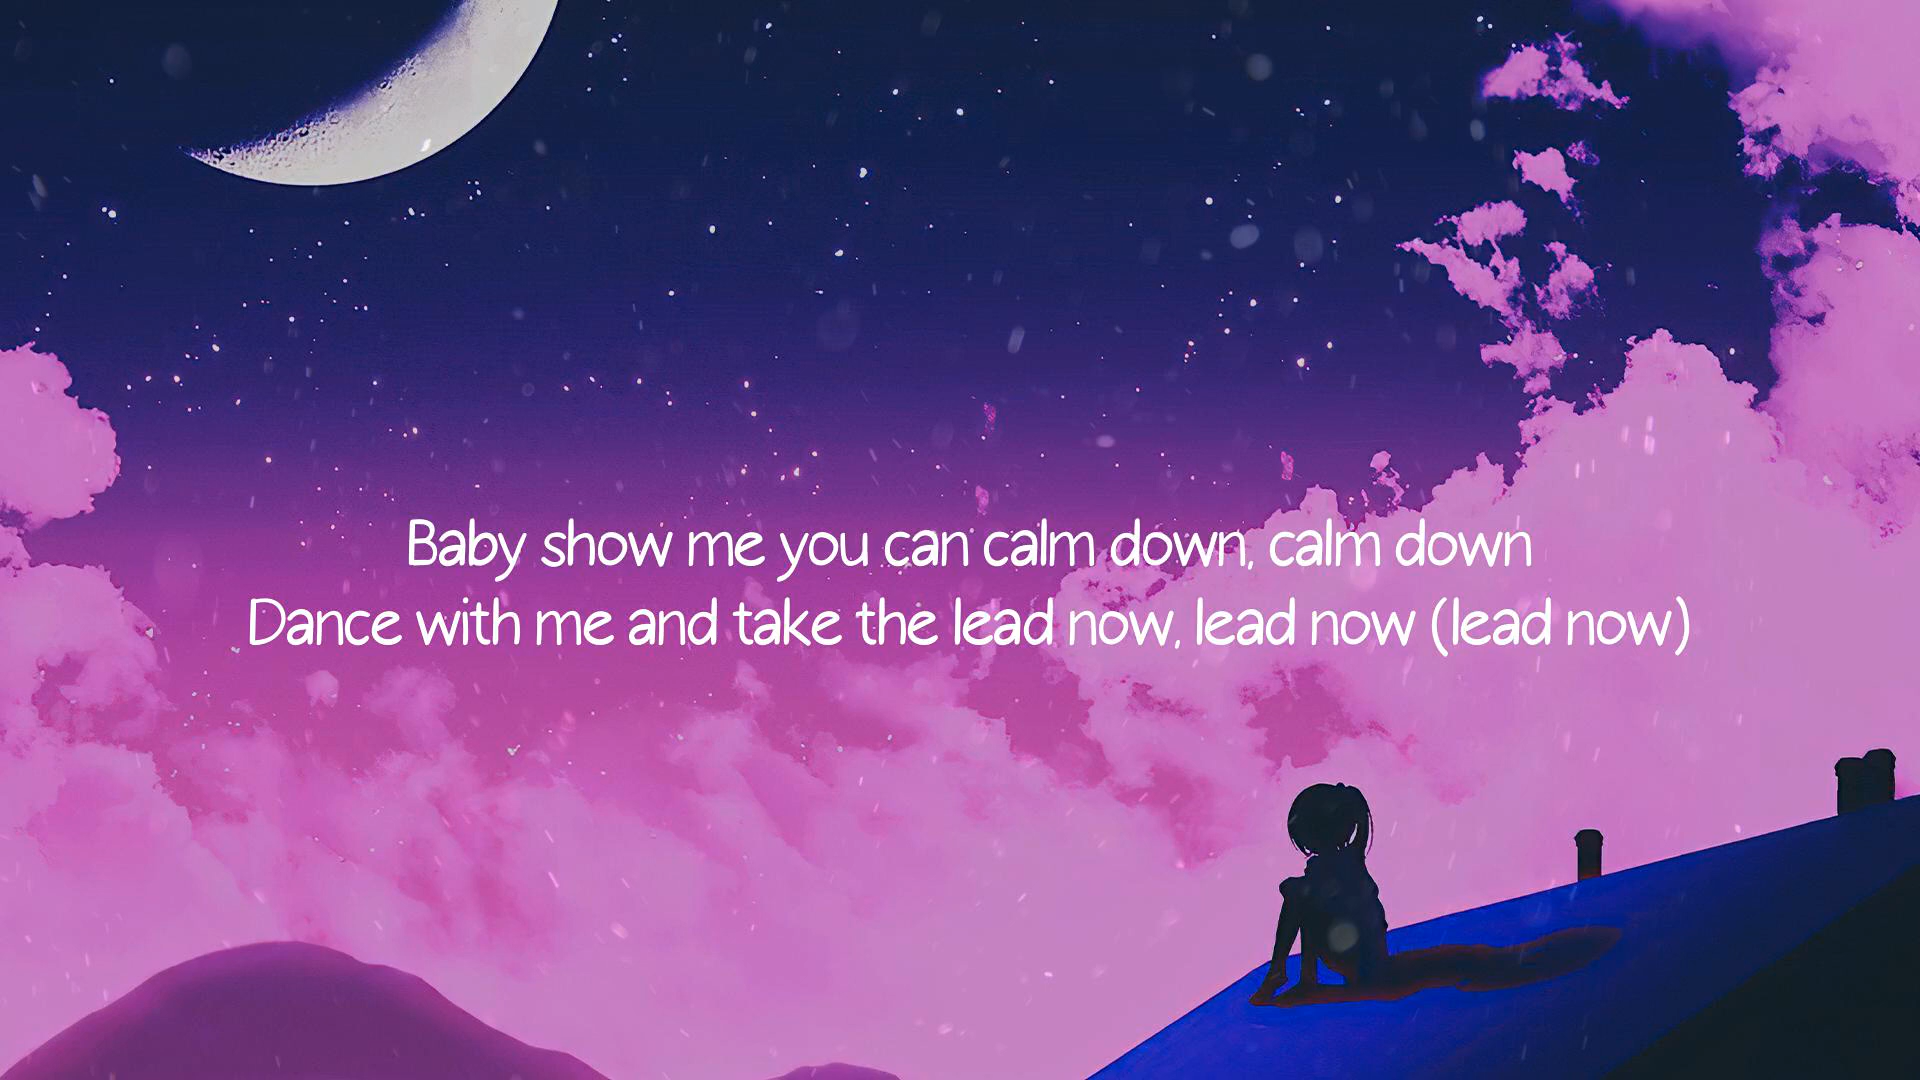 Baby show me you can calm down, calm down
Dance with me and take the lead now, lead now (lead now)